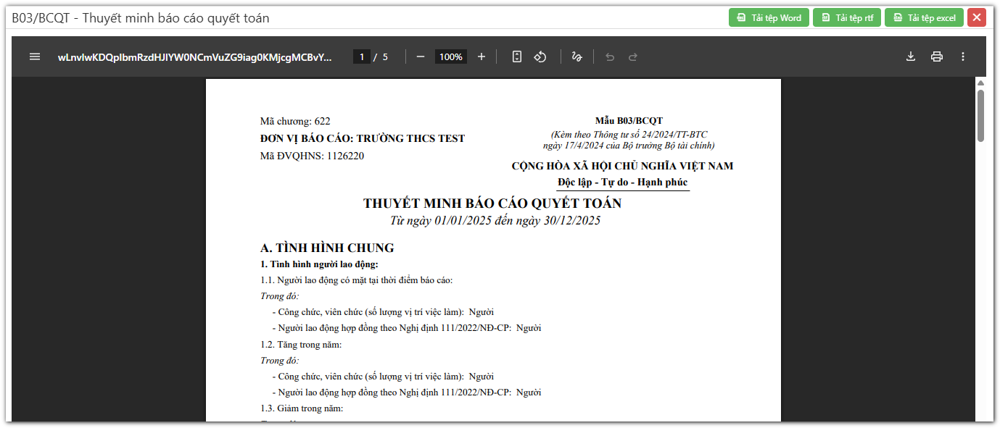 B03/BCQT - Thuyết minh báo cáo quyết toán
Tải tệp Word
Tải tệp rtf
Tải tệp excel
1 / 5
100%
Mã chương: 622
ĐƠN VỊ BÁO CÁO: TRƯỜNG THCS TEST
Mã ĐVQHNS: 1126220
Mẫu B03/BCQT
(Kèm theo Thông tư số 24/2024/TT-BTC
ngày 17/4/2024 của Bộ trưởng Bộ tài chính)
CỘNG HÒA XÃ HỘI CHỦ NGHĨA VIỆT NAM
Độc lập - Tự do - Hạnh phúc
THUYẾT MINH BÁO CÁO QUYẾT TOÁN
Từ ngày 01/01/2025 đến ngày 30/12/2025
A. TÌNH HÌNH CHUNG
1. Tình hình người lao động:
1.1. Người lao động có mặt tại thời điểm báo cáo:
Trong đó:
- Công chức, viên chức (số lượng vị trí việc làm): Người
- Người lao động hợp đồng theo Nghị định 111/2022/NĐ-CP: Người
1.2. Tăng trong năm:
Trong đó:
- Công chức, viên chức (số lượng vị trí việc làm): Người
- Người lao động hợp đồng theo Nghị định 111/2022/NĐ-CP: Người
1.3. Giảm trong năm: